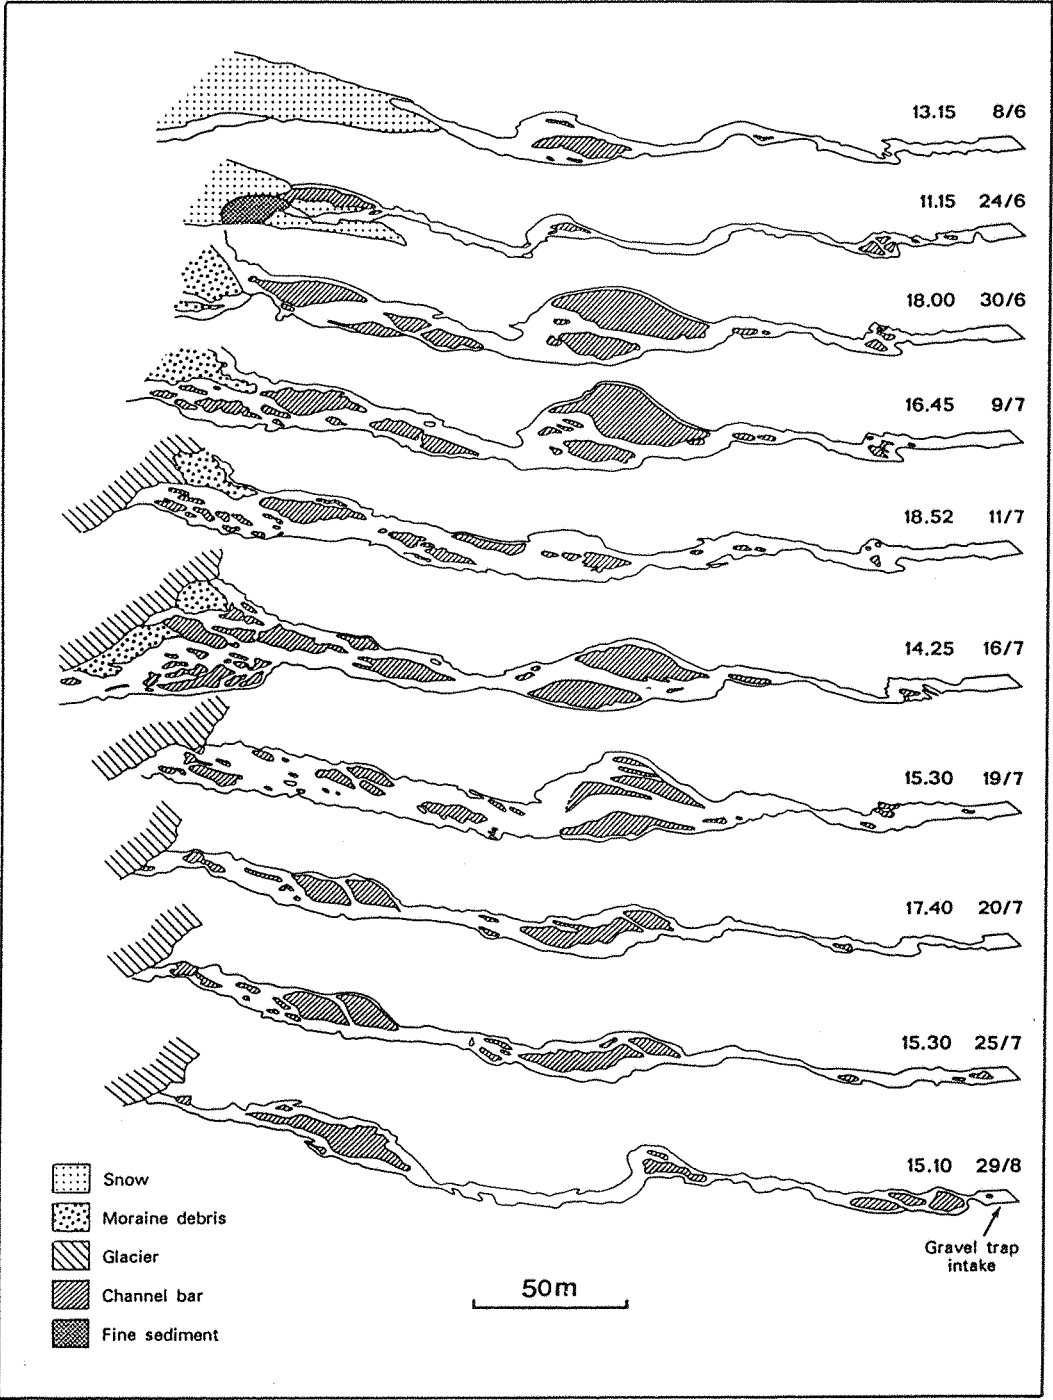 13.15 8/6
11.15 24/6
18.00 30/6
16.45 9/7
18.52 11/7
14.25 16/7
15.30 19/7
17.40 20/7
15.30 25/7
15.10 29/8
Gravel trap
intake
Snow
Moraine debris
Glacier
Channel bar
Fine sediment
50m